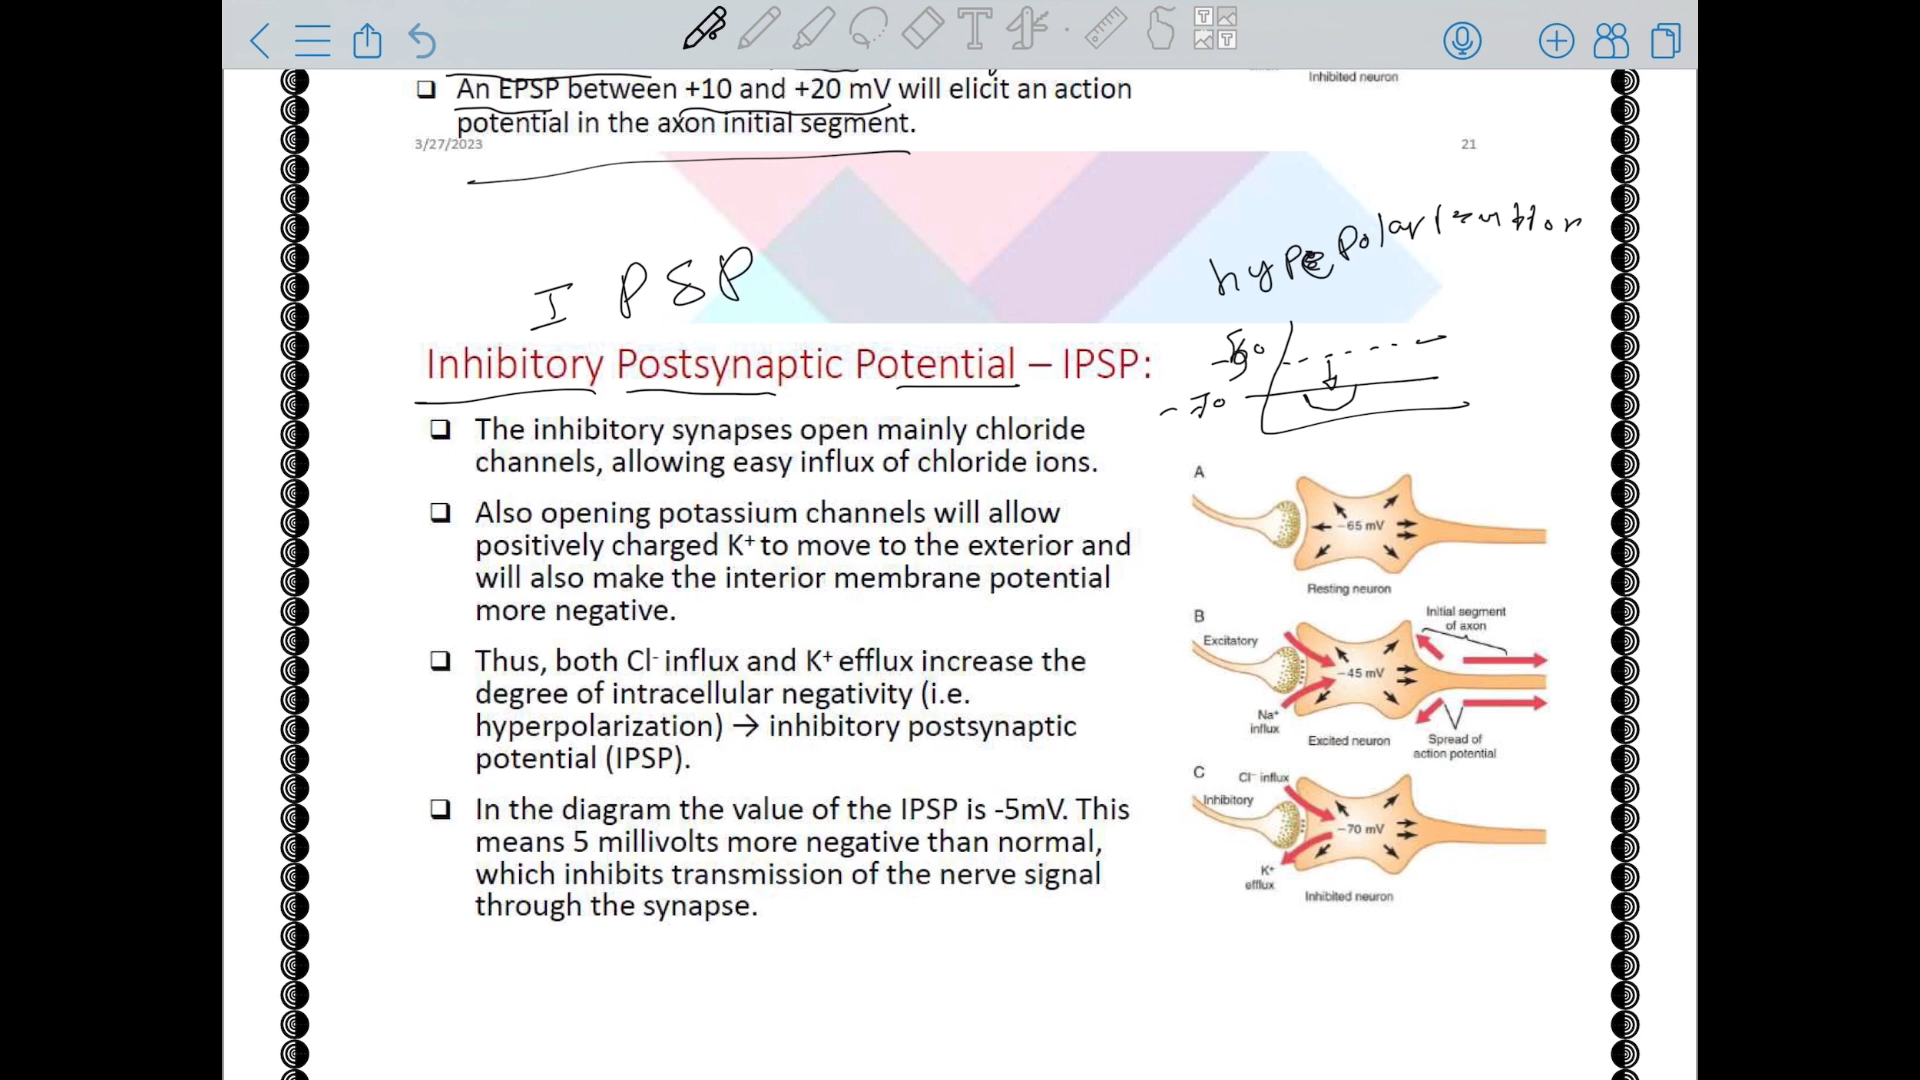 Inhibited neuron
❑ An EPSP between +10 and +20 mV will elicit an action
potential in the axon initial segment.
3/27/2023
21
I PSP
hyperpolarization
Inhibitory Postsynaptic Potential – IPSP:
-70
❑ The inhibitory synapses open mainly chloride
channels, allowing easy influx of chloride ions.
❑ Also opening potassium channels will allow
positively charged K⁺ to move to the exterior and
will also make the interior membrane potential
more negative.
❑ Thus, both Cl⁻ influx and K⁺ efflux increase the
degree of intracellular negativity (i.e.
hyperpolarization) → inhibitory postsynaptic
potential (IPSP).
❑ In the diagram the value of the IPSP is -5mV. This
means 5 millivolts more negative than normal,
which inhibits transmission of the nerve signal
through the synapse.
A
−65 mV
Resting neuron
B
Excitatory
Initial segment
of axon
−45 mV
Na⁺
influx
Excited neuron
Spread of
action potential
C
Cl⁻ influx
Inhibitory
−70 mV
K⁺
efflux
Inhibited neuron